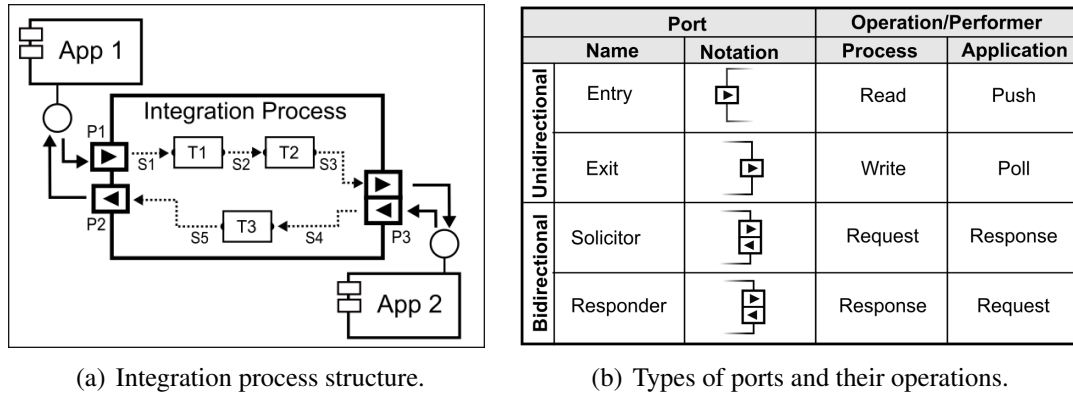 App 1
Integration Process
P1
S1
T1
S2
T2
S3
P2
S5
T3
S4
P3
App 2
(a) Integration process structure.
Port Operation/Performer
Name Notation Process Application
Unidirectional
Entry Read Push
Exit Write Poll
Bidirectional
Solicitor Request Response
Responder Response Request
(b) Types of ports and their operations.